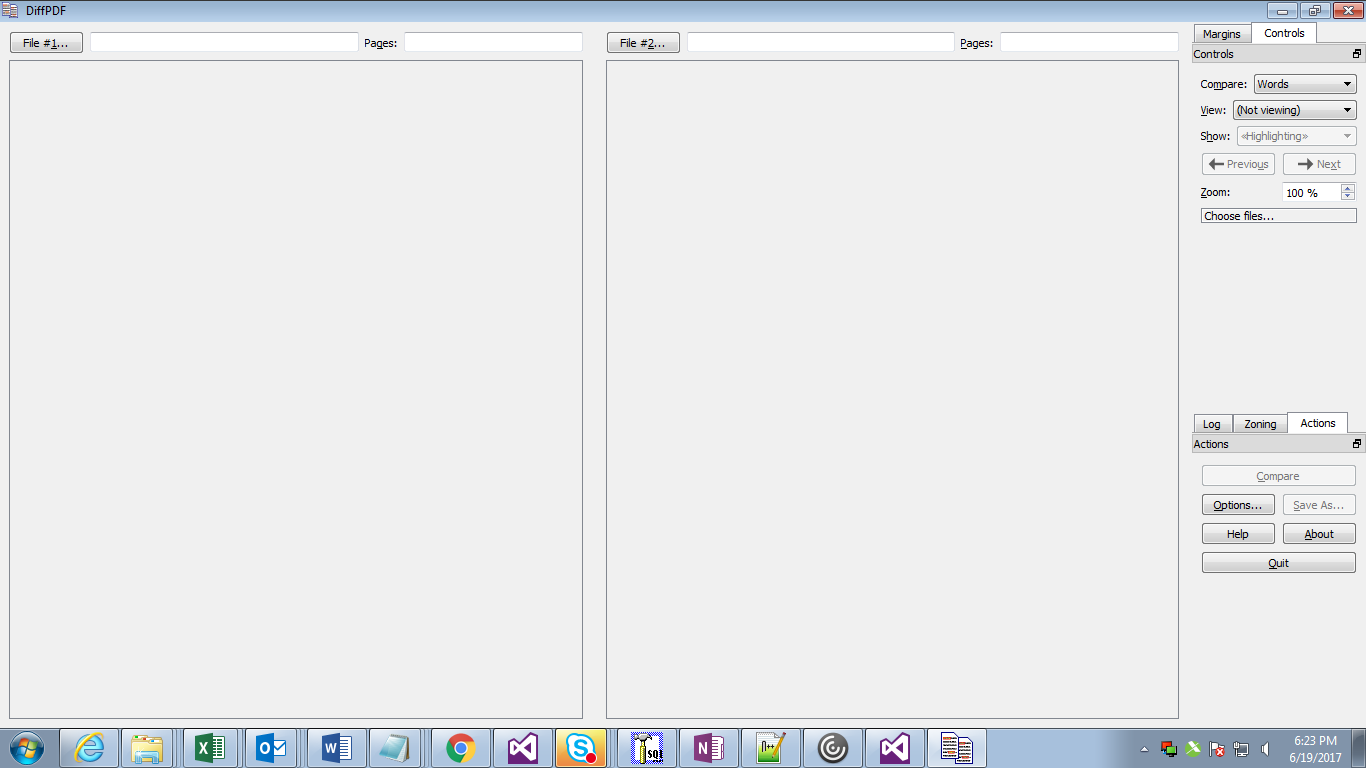 DiffPDF
File #1... Pages: File #2... Pages:
Margins Controls
Controls
Compare: Words
View: (Not viewing)
Show: «Highlighting»
Previous Next
Zoom: 100 %
Choose files...
Log Zoning Actions
Actions
Compare
Options... Save As...
Help About
Quit
6:23 PM
6/19/2017